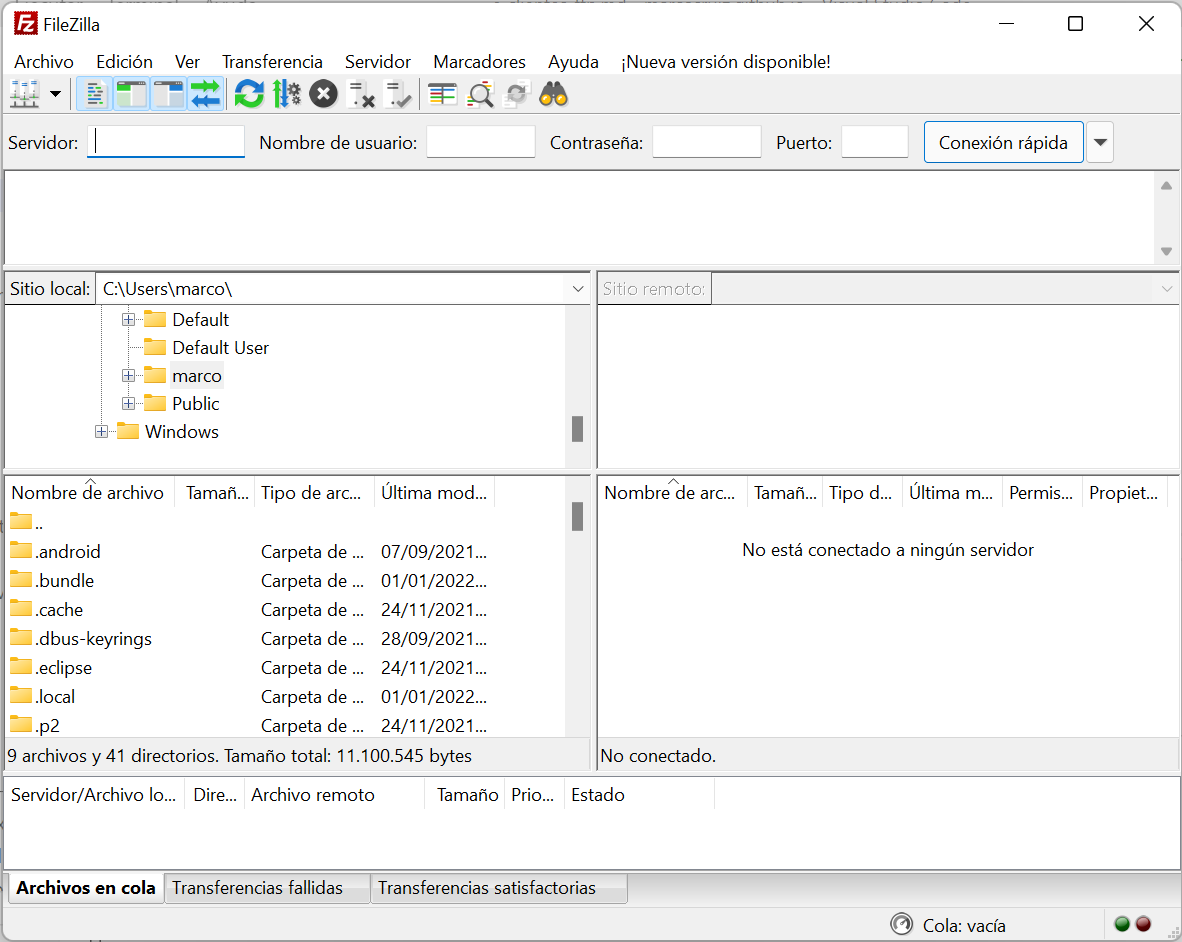 FileZilla
Archivo Edición Ver Transferencia Servidor Marcadores Ayuda ¡Nueva versión disponible!
Servidor: Nombre de usuario: Contraseña: Puerto: Conexión rápida
Sitio local: C:\Users\marco\
Default
Default User
marco
Public
Windows
Sitio remoto:
Nombre de archivo Tamañ... Tipo de arc... Última mod...
..
.android Carpeta de ... 07/09/2021...
.bundle Carpeta de ... 01/01/2022...
.cache Carpeta de ... 24/11/2021...
.dbus-keyrings Carpeta de ... 28/09/2021...
.eclipse Carpeta de ... 24/11/2021...
.local Carpeta de ... 01/01/2022...
.p2 Carpeta de ... 24/11/2021...
9 archivos y 41 directorios. Tamaño total: 11.100.545 bytes
Nombre de arc... Tamañ... Tipo d... Última m... Permis... Propiet...
No está conectado a ningún servidor
No conectado.
Servidor/Archivo lo... Dire... Archivo remoto Tamaño Prio... Estado
Archivos en cola Transferencias fallidas Transferencias satisfactorias
Cola: vacía